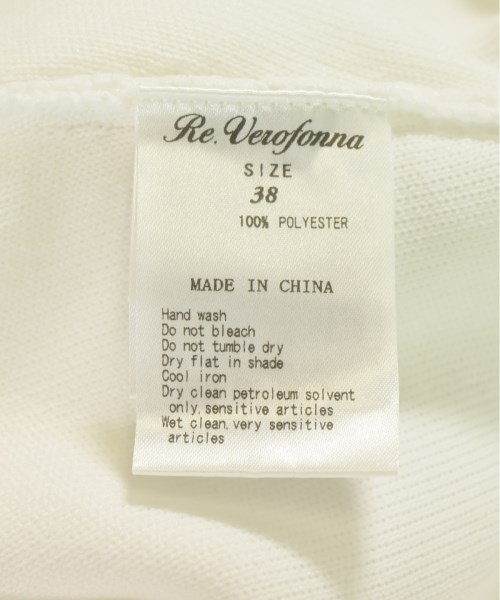 Re.Verofonna
SIZE
38
100% POLYESTER
MADE IN CHINA
Hand wash
Do not bleach
Do not tumble dry
Dry flat in shade
Cool iron
Dry clean petroleum solvent
only, sensitive articles
Wet clean, very sensitive
articles